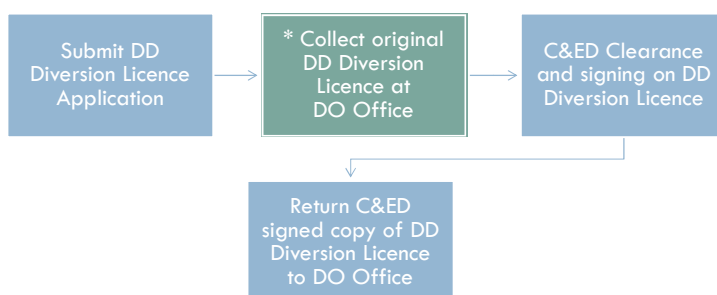 Submit DD
Diversion Licence
Application
* Collect original
DD Diversion
Licence at
DO Office
C&ED Clearance
and signing on DD
Diversion Licence
Return C&ED
signed copy of DD
Diversion Licence
to DO Office